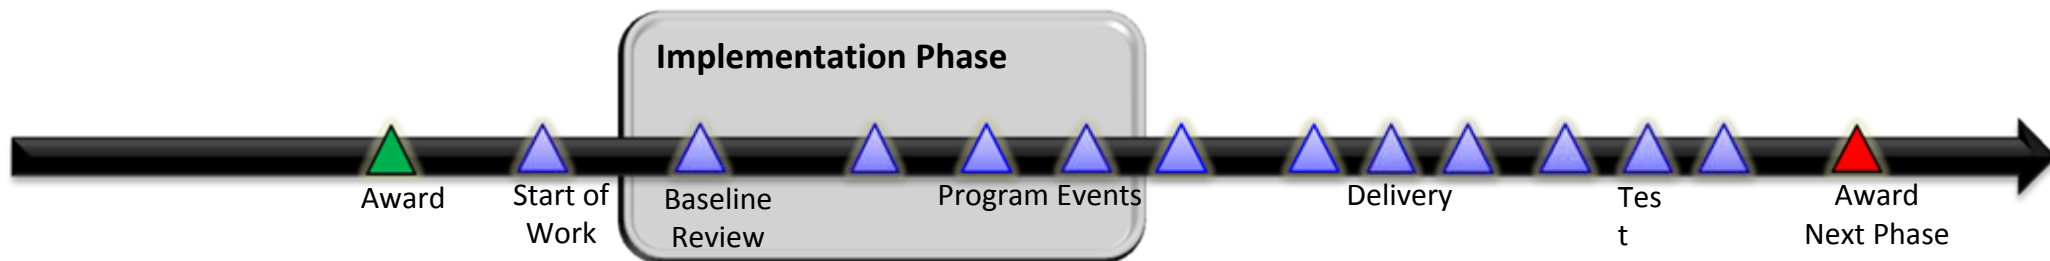 Implementation Phase
Award
Start of
Work
Baseline
Review
Program Events
Delivery
Tes
t
Award
Next Phase